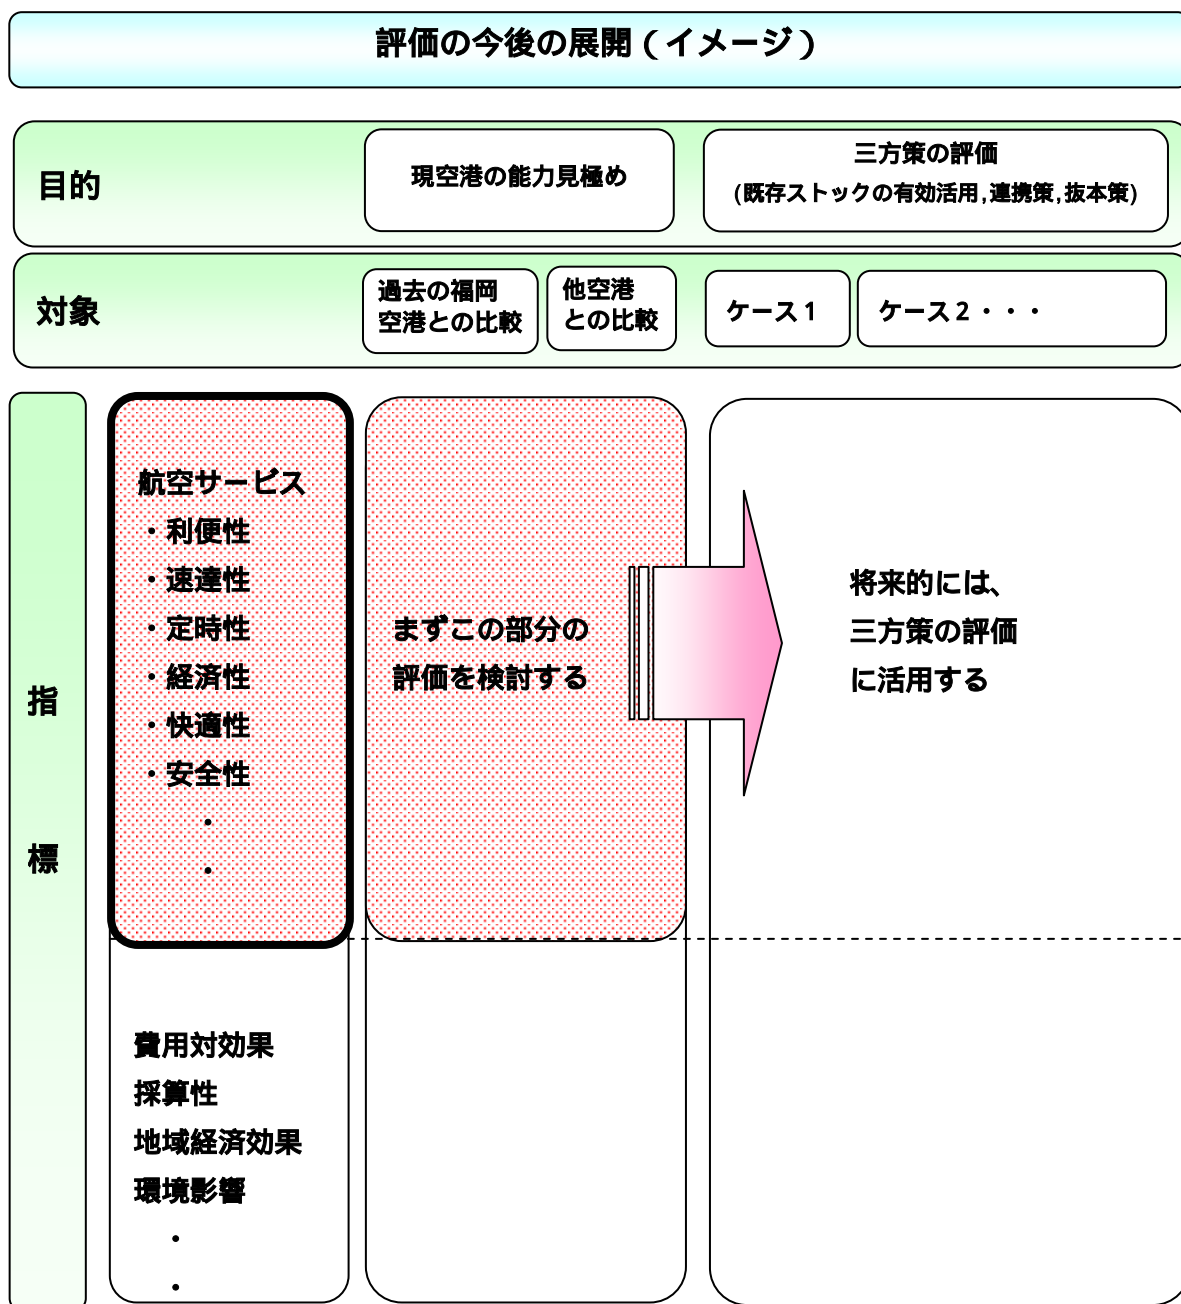 評価の今後の展開（イメージ）
目的
現空港の能力見極め
三方策の評価
(既存ストックの有効活用,連携策,抜本策)
対象
過去の福岡
空港との比較
他空港
との比較
ケース1
ケース2・・・
指
標
航空サービス
・利便性
・速達性
・定時性
・経済性
・快適性
・安全性
・
・
まずこの部分の
評価を検討する
将来的には、
三方策の評価
に活用する
費用対効果
採算性
地域経済効果
環境影響
・
・